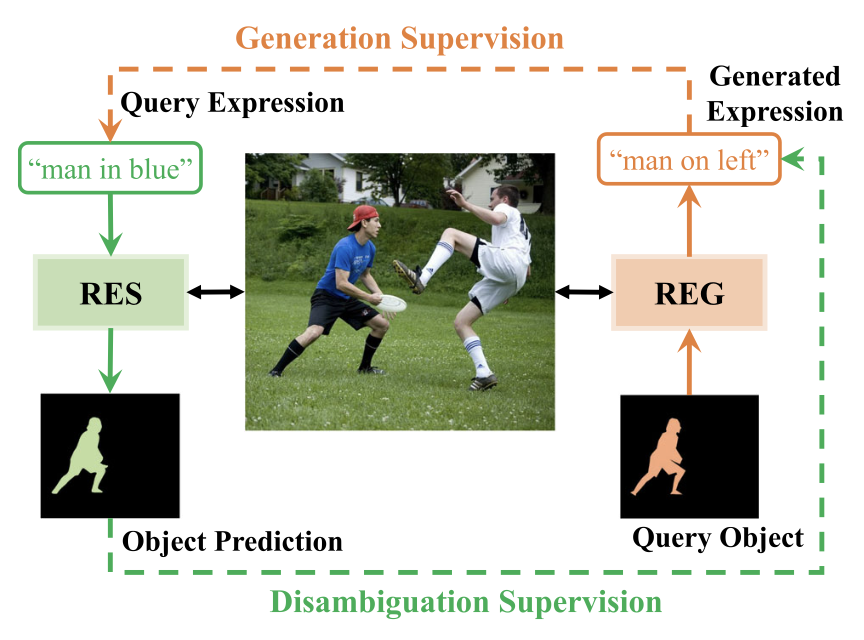 Generation Supervision
Query Expression
Generated
Expression
“man in blue”
“man on left”
RES
REG
Object Prediction
Query Object
Disambiguation Supervision